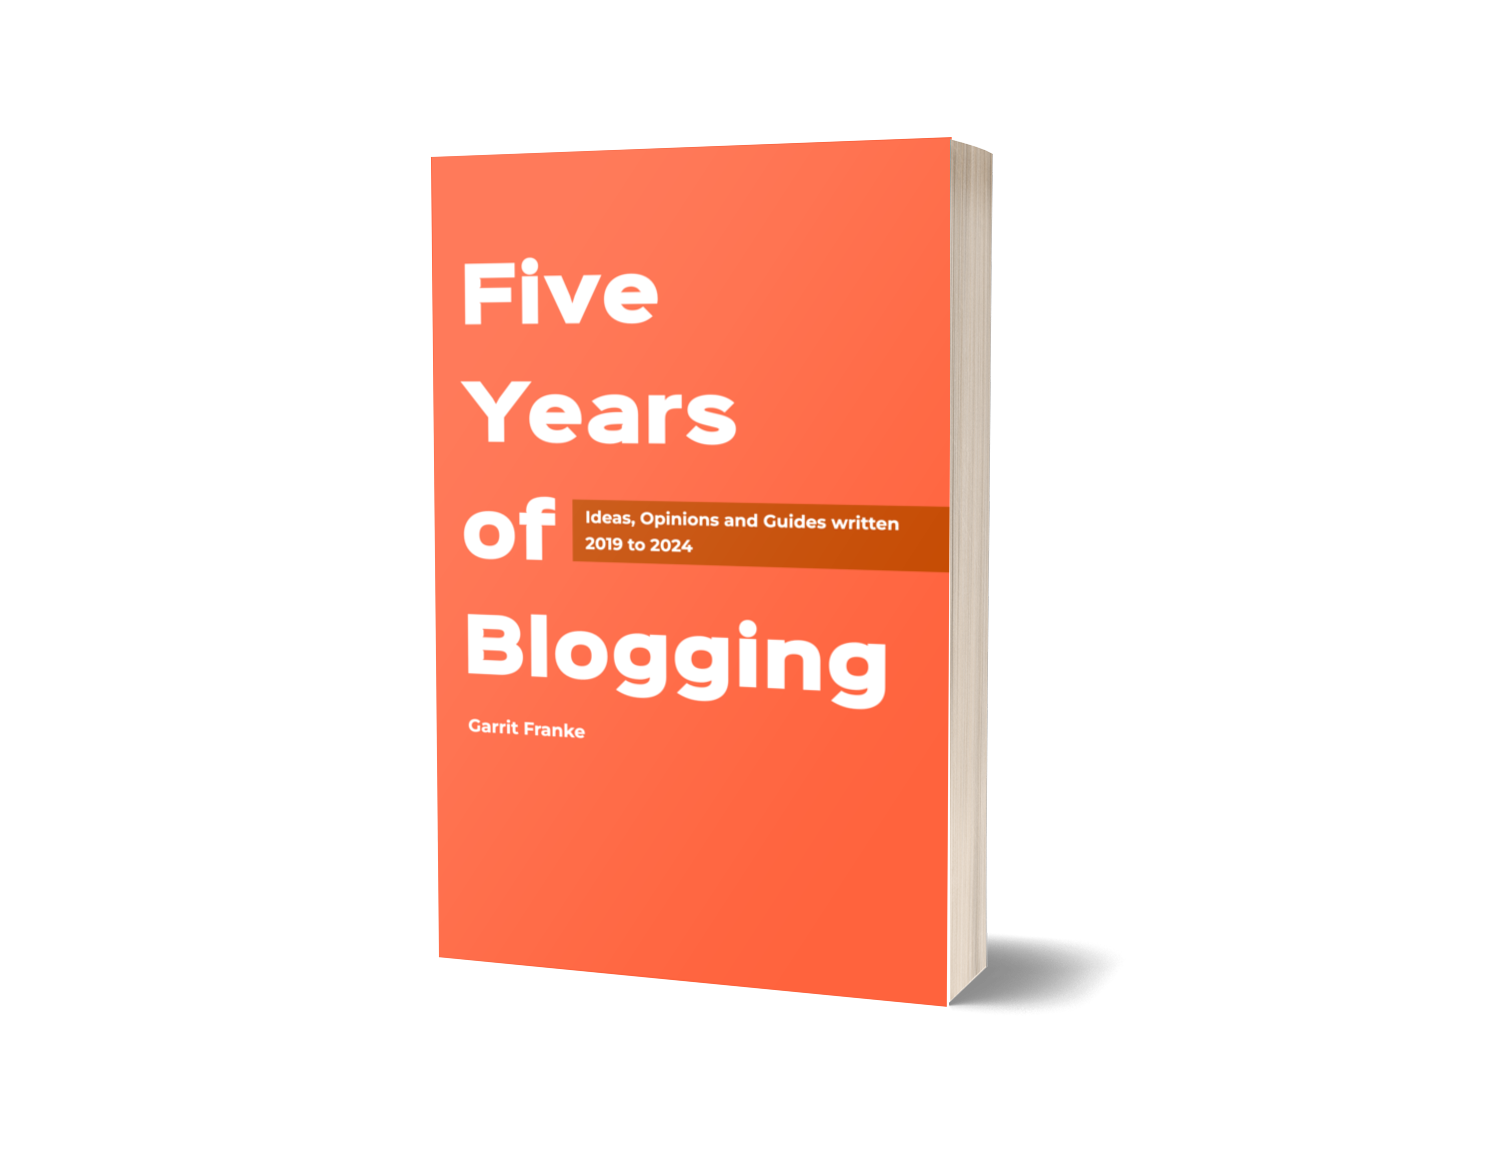 Five
Years
of
Ideas, Opinions and Guides written
2019 to 2024
Blogging
Garrit Franke